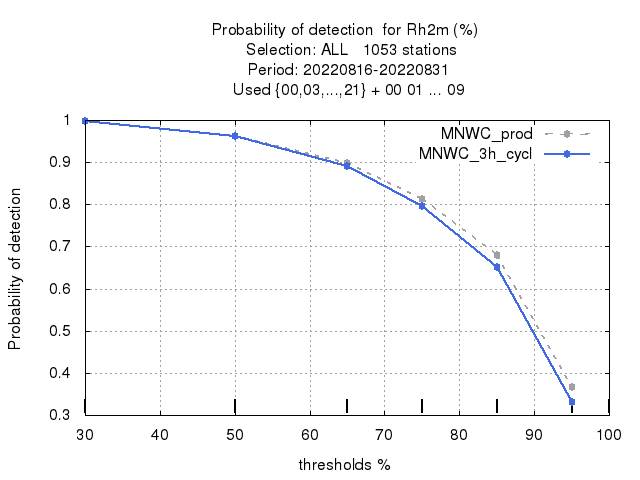 Probability of detection  for Rh2m (%)
Selection: ALL   1053 stations
Period: 20220816-20220831
Used {00,03,...,21} + 00 01 ... 09
MNWC_prod
MNWC_3h_cycl
Probability of detection
1
0.9
0.8
0.7
0.6
0.5
0.4
0.3
30 40 50 60 70 80 90 100
thresholds %